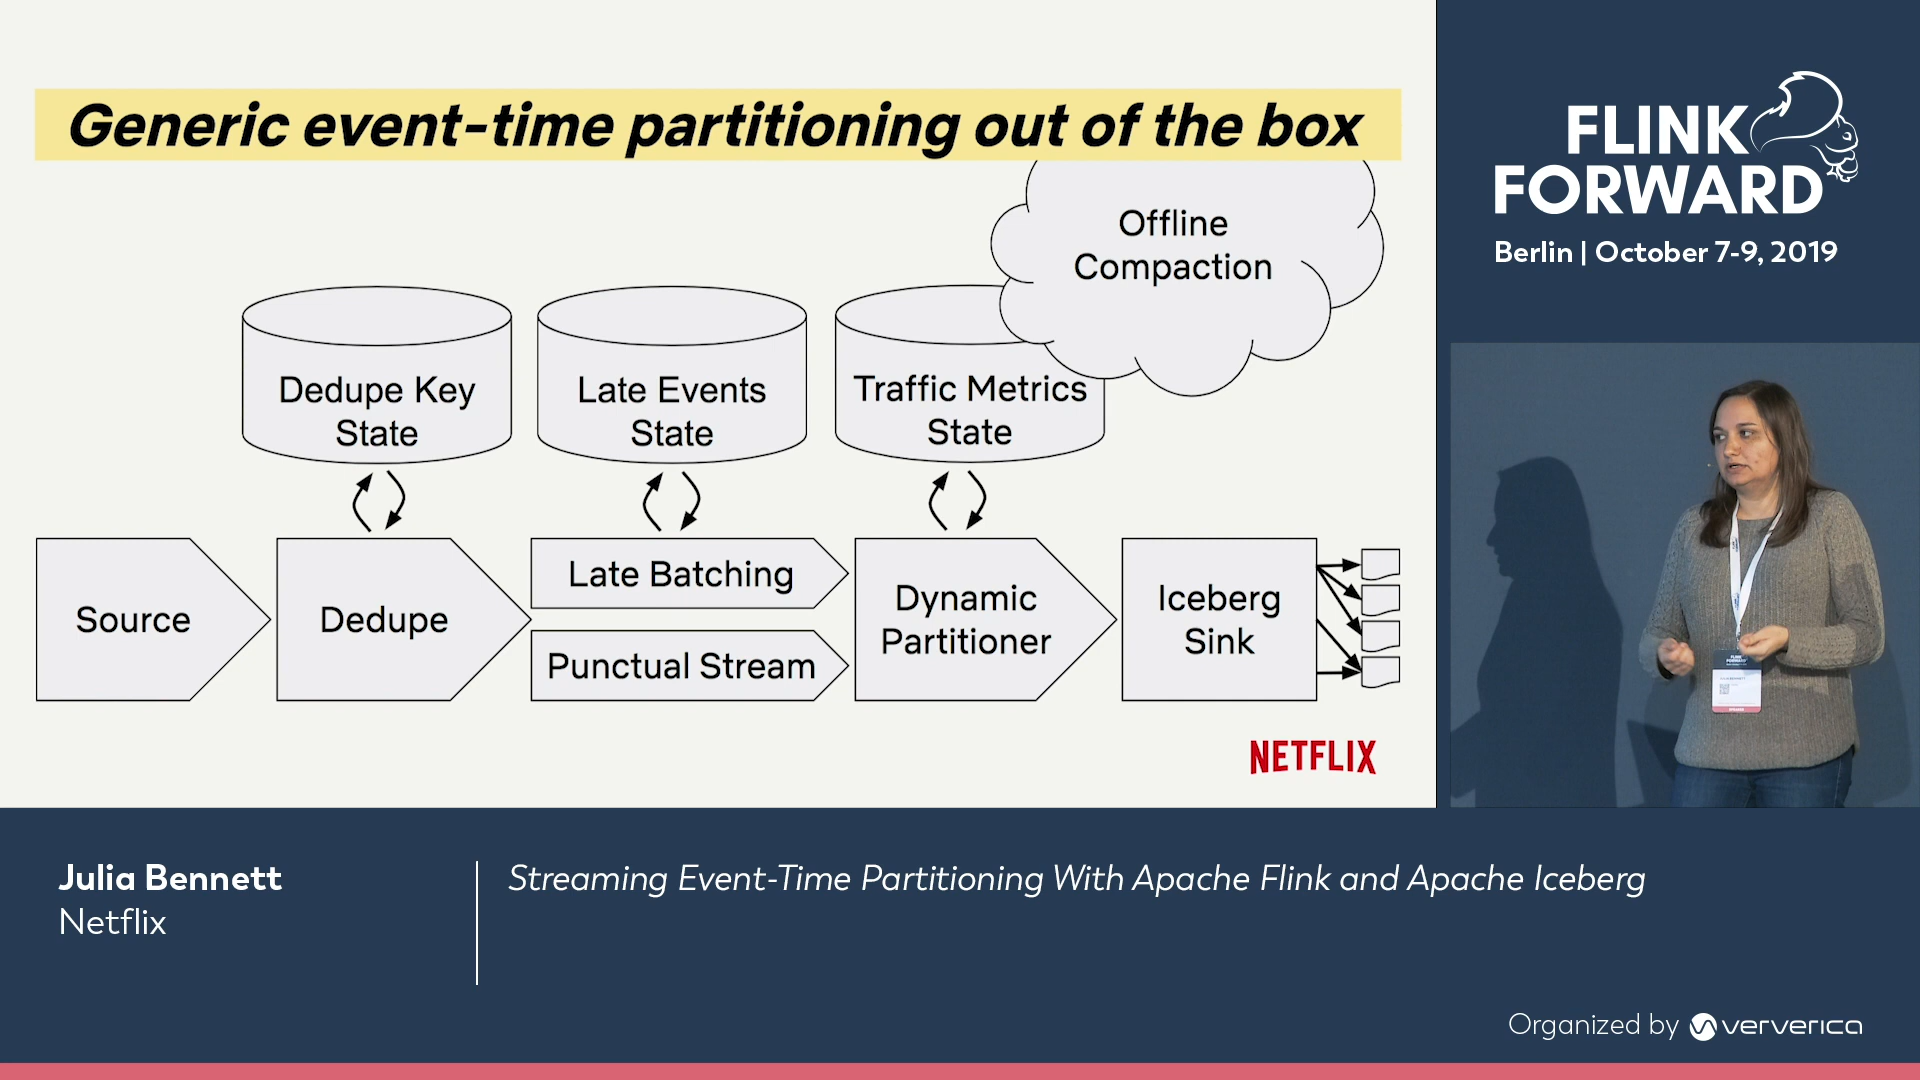 Generic event-time partitioning out of the box
Offline
Compaction
Dedupe Key
State
Late Events
State
Traffic Metrics
State
Source
Dedupe
Late Batching
Punctual Stream
Dynamic
Partitioner
Iceberg
Sink
NETFLIX
FLINK
FORWARD
Berlin | October 7-9, 2019
Julia Bennett
Netflix
Streaming Event-Time Partitioning With Apache Flink and Apache Iceberg
Organized by ververica